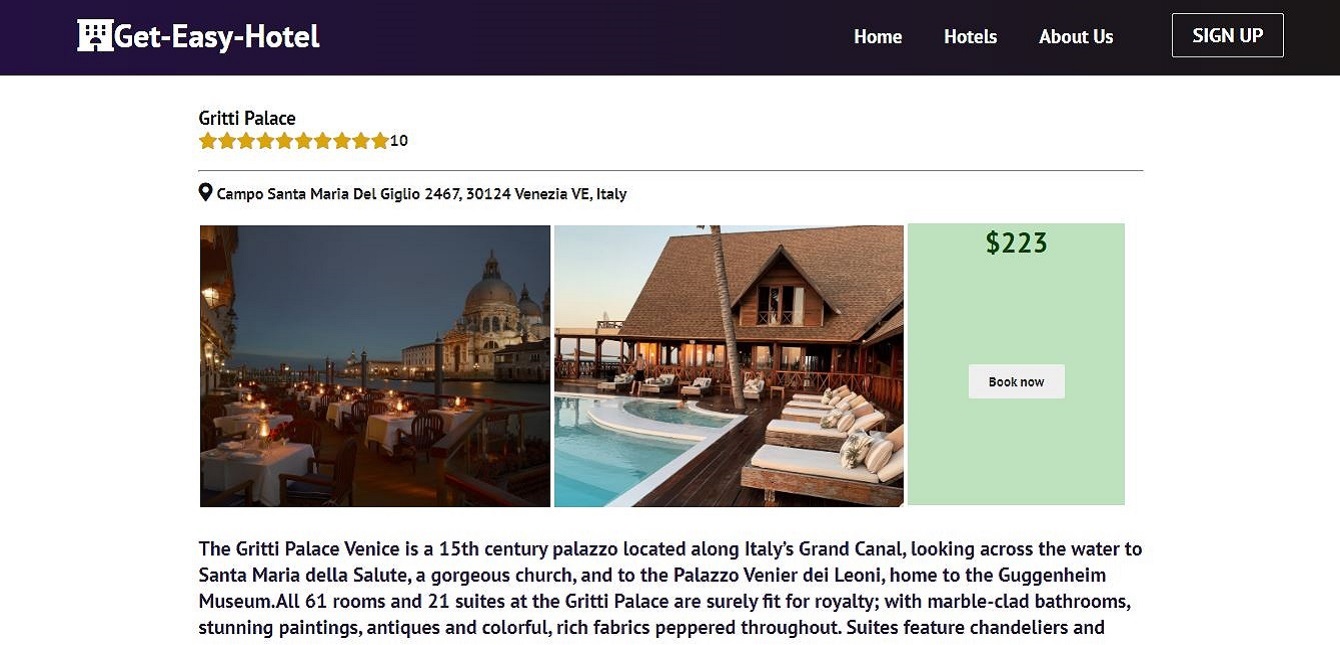 Get-Easy-Hotel
Home Hotels About Us SIGN UP
Gritti Palace
10
Campo Santa Maria Del Giglio 2467, 30124 Venezia VE, Italy
$223
Book now
The Gritti Palace Venice is a 15th century palazzo located along Italy's Grand Canal, looking across the water to
Santa Maria della Salute, a gorgeous church, and to the Palazzo Venier dei Leoni, home to the Guggenheim
Museum.All 61 rooms and 21 suites at the Gritti Palace are surely fit for royalty; with marble-clad bathrooms,
stunning paintings, antiques and colorful, rich fabrics peppered throughout. Suites feature chandeliers and